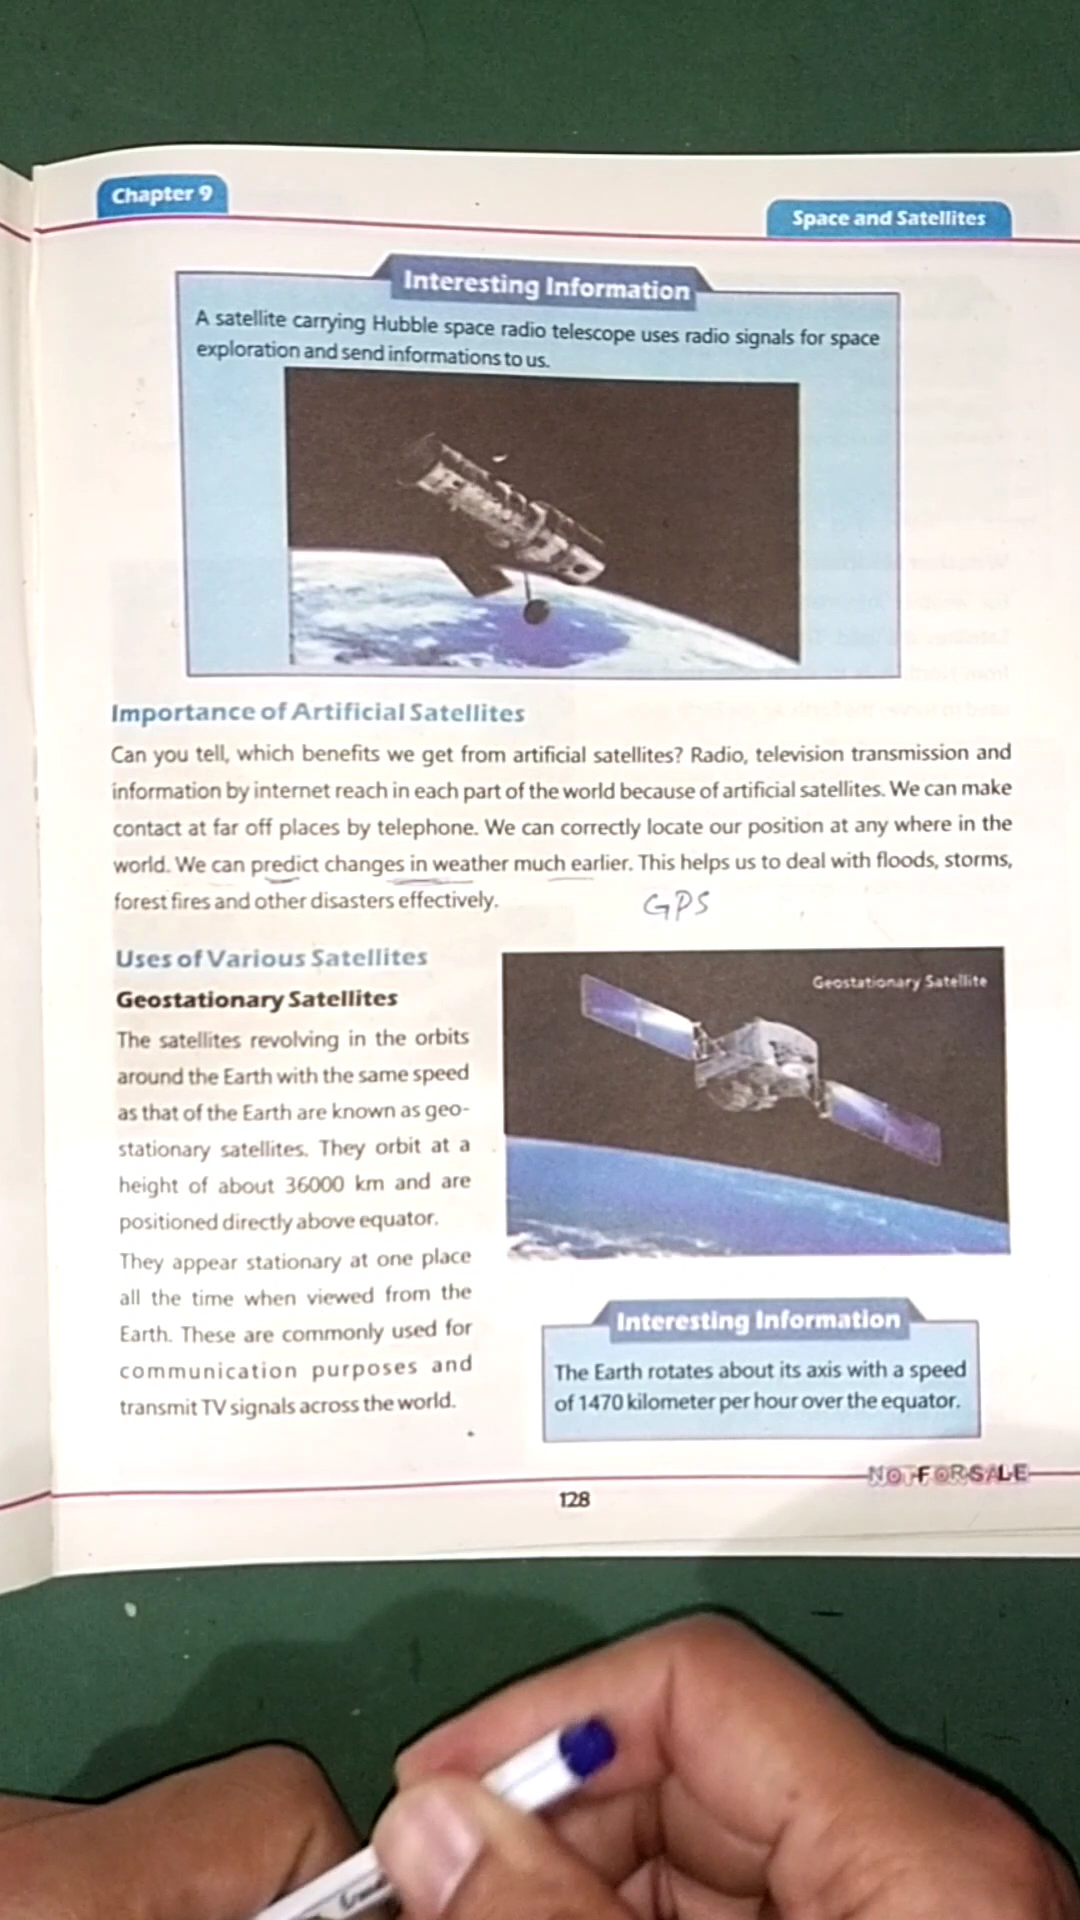 Chapter 9
Space and Satellites
Interesting Information
A satellite carrying Hubble space radio telescope uses radio signals for space
exploration and send informations to us.
Importance of Artificial Satellites
Can you tell, which benefits we get from artificial satellites? Radio, television transmission and
information by internet reach in each part of the world because of artificial satellites. We can make
contact at far off places by telephone. We can correctly locate our position at any where in the
world. We can predict changes in weather much earlier. This helps us to deal with floods, storms,
forest fires and other disasters effectively.
GPS
Uses of Various Satellites
Geostationary Satellites
The satellites revolving in the orbits
around the Earth with the same speed
as that of the Earth are known as geo-
stationary satellites. They orbit at a
height of about 36000 km and are
positioned directly above equator.
They appear stationary at one place
all the time when viewed from the
Earth. These are commonly used for
communication purposes and
transmit TV signals across the world.
Geostationary Satellite
Interesting Information
The Earth rotates about its axis with a speed
of 1470 kilometer per hour over the equator.
NOT FOR SALE
128